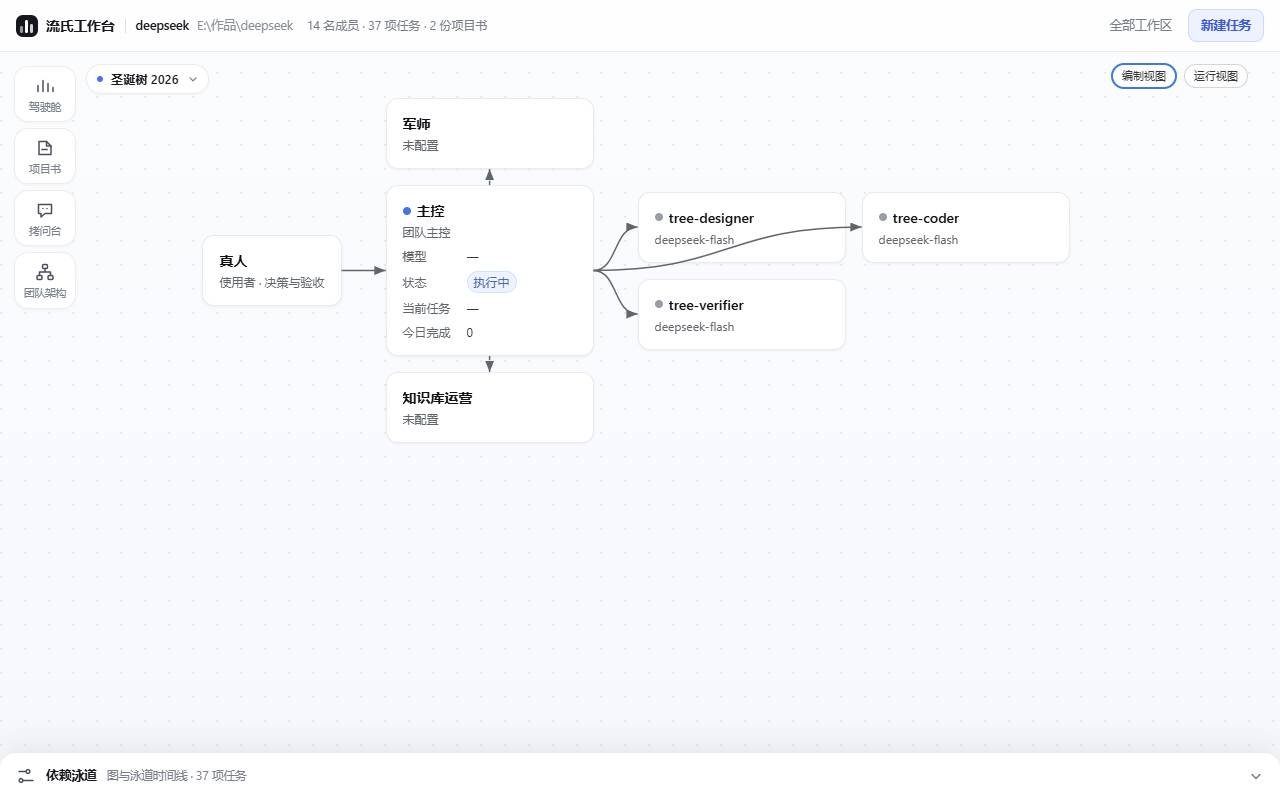 流氏工作台
deepseek E:\作品\deepseek 14 名成员 · 37 项任务 · 2 份项目书
全部工作区
新建任务
驾驶舱
项目书
拷问台
团队架构
圣诞树 2026
编制视图
运行视图
军师
未配置
真人
使用者 · 决策与验收
主控
团队主控
模型 —
状态 执行中
当前任务 —
今日完成 0
知识库运营
未配置
tree-designer
deepseek-flash
tree-coder
deepseek-flash
tree-verifier
deepseek-flash
依赖泳道 图与泳道时间线 · 37 项任务